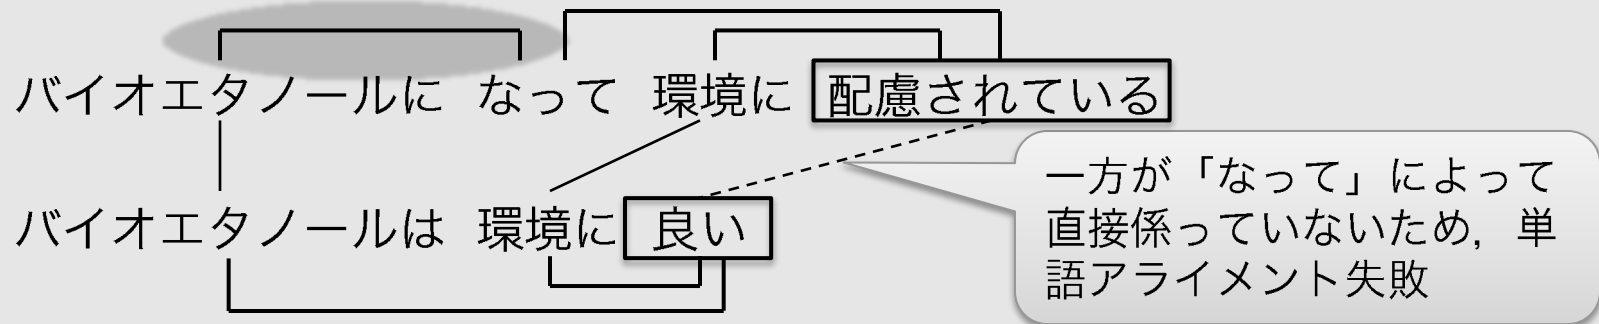 バイオエタノールに なって 環境に 配慮されている
バイオエタノールは 環境に 良い
一方が「なって」によって
直接係っていないため，単
語アライメント失敗